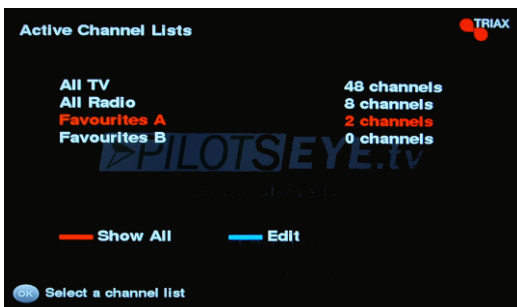 Active Channel Lists
TRIAX
All TV 48 channels
All Radio 8 channels
Favourites A 2 channels
Favourites B 0 channels
PILOTSEYE.tv
Show All Edit
OK Select a channel list